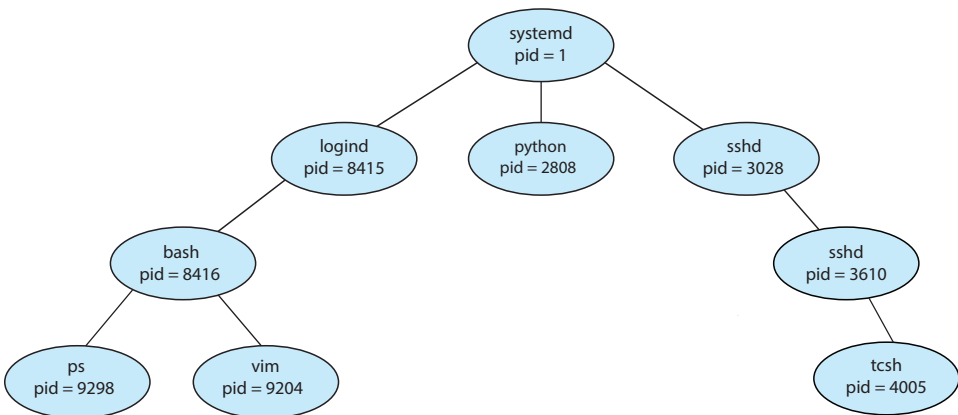 systemd
pid = 1
logind
pid = 8415
python
pid = 2808
sshd
pid = 3028
bash
pid = 8416
sshd
pid = 3610
ps
pid = 9298
vim
pid = 9204
tcsh
pid = 4005